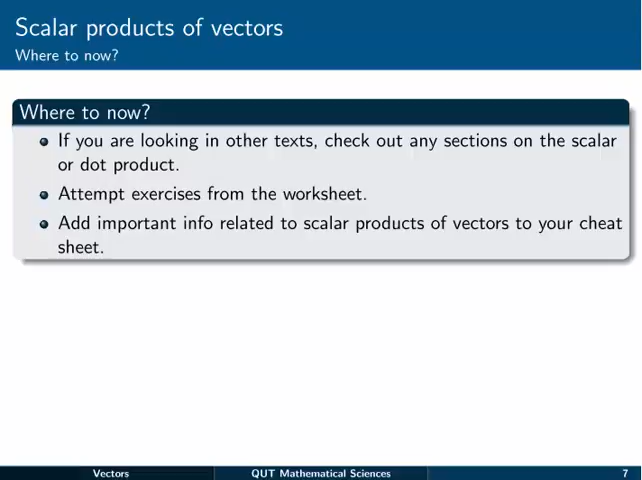 Scalar products of vectors
Where to now?
Where to now?
If you are looking in other texts, check out any sections on the scalar
or dot product.
Attempt exercises from the worksheet.
Add important info related to scalar products of vectors to your cheat
sheet.
Vectors
QUT Mathematical Sciences
7